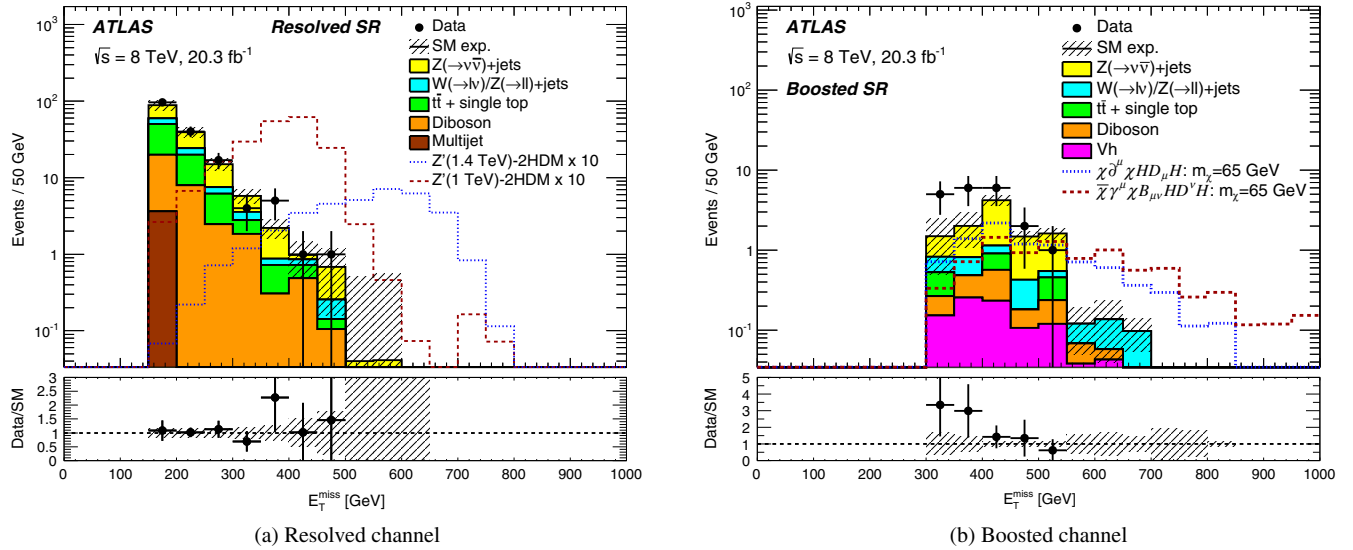 ATLAS Resolved SR
√s = 8 TeV, 20.3 fb⁻¹
Data
SM exp.
Z(→νν̄)+jets
W(→lν)/Z(→ll)+jets
tt̄ + single top
Diboson
Multijet
Z'(1.4 TeV)-2HDM x 10
Z'(1 TeV)-2HDM x 10
Events / 50 GeV
10³
10²
10
1
10⁻¹
Data/SM
3
2.5
2
1.5
1
0.5
0
0 100 200 300 400 500 600 700 800 900 1000
E_T^miss [GeV]
(a) Resolved channel
ATLAS
√s = 8 TeV, 20.3 fb⁻¹
Boosted SR
Data
SM exp.
Z(→νν̄)+jets
W(→lν)/Z(→ll)+jets
tt̄ + single top
Diboson
Vh
χ∂̄^μχHD_μH: m_χ=65 GeV
χ̄γ^μχB_μνHD^νH: m_χ=65 GeV
Events / 50 GeV
10³
10²
10
1
10⁻¹
Data/SM
5
4
3
2
1
0
0 100 200 300 400 500 600 700 800 900 1000
E_T^miss [GeV]
(b) Boosted channel